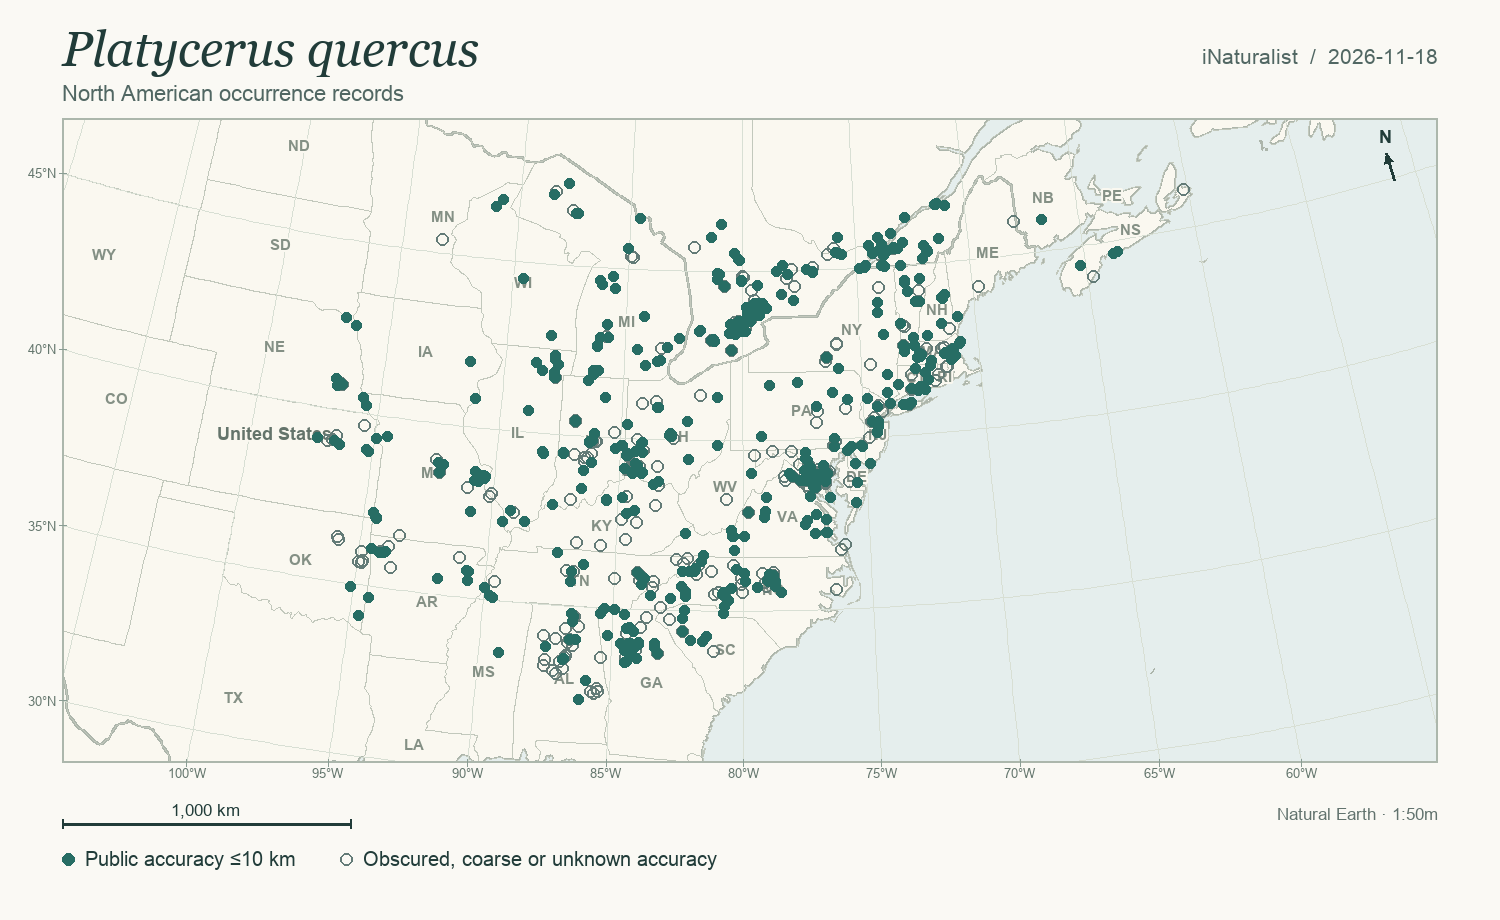 Platycerus quercus
iNaturalist / 2026-11-18
North American occurrence records
N
ND
45°N
MN
NB
PE
NS
SD
WY
ME
WI
MI
NH
NY
40°N
NE
IA
RI
CO
PA
United States
IL
WV
DE
VA
35°N
KY
OK
AR
SC
MS
AL
GA
TX
30°N
LA
100°W 95°W 90°W 85°W 80°W 75°W 70°W 65°W 60°W
1,000 km
Natural Earth · 1:50m
Public accuracy ≤10 km
Obscured, coarse or unknown accuracy